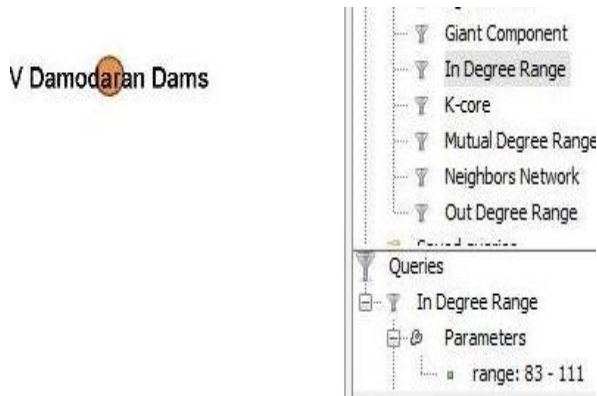 V Damodaran Dams
Giant Component
In Degree Range
K-core
Mutual Degree Range
Neighbors Network
Out Degree Range
Queries
In Degree Range
Parameters
range: 83 - 111